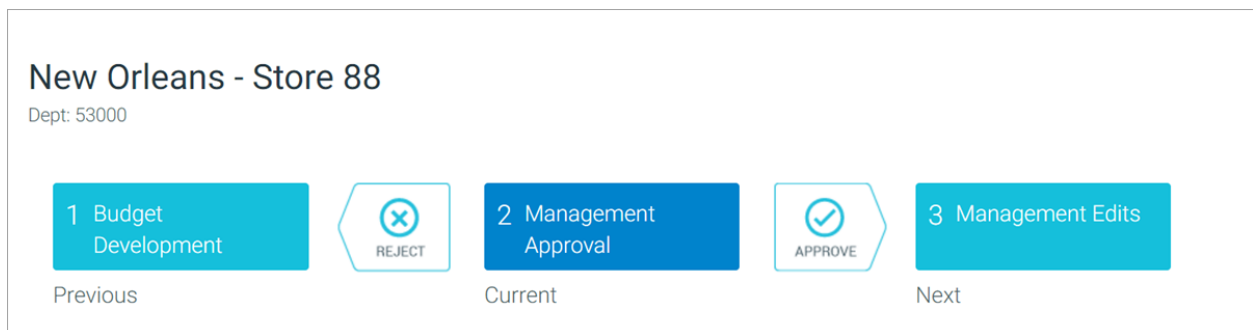 New Orleans - Store 88
Dept: 53000
1 Budget
Development
REJECT
2 Management
Approval
APPROVE
3 Management Edits
Previous
Current
Next